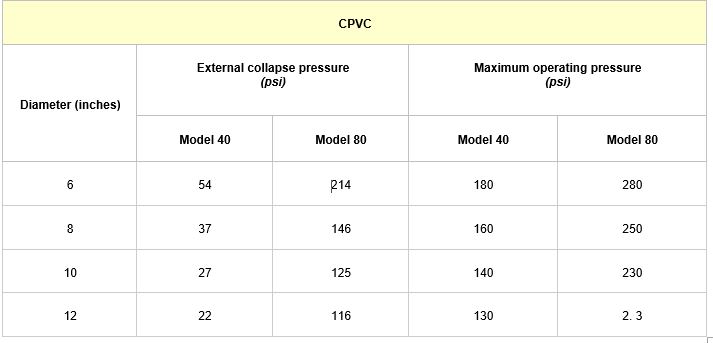 CPVC
External collapse pressure
(psi)
Maximum operating pressure
(psi)
Diameter (inches)
Model 40
Model 80
Model 40
Model 80
6
54
214
180
280
8
37
146
160
250
10
27
125
140
230
12
22
116
130
2. 3